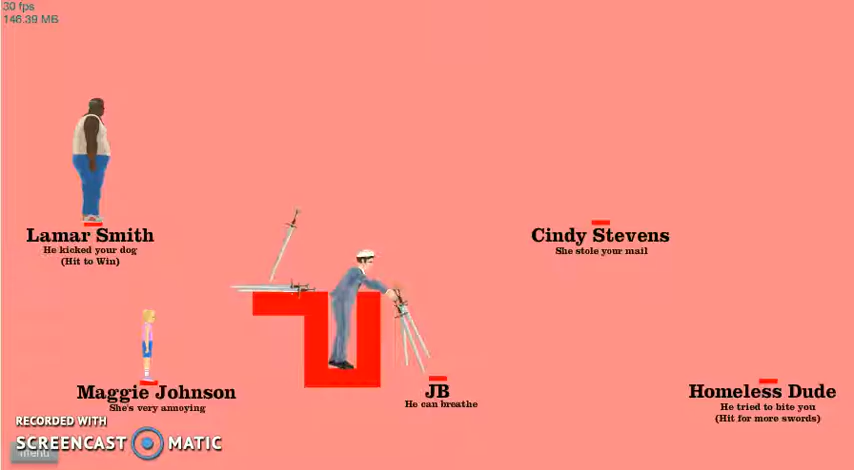 30 fps
146.39 MB
Lamar Smith
He kicked your dog
(Hit to Win)
Cindy Stevens
She stole your mail
Maggie Johnson
She's very annoying
JB
He can breathe
Homeless Dude
He tried to bite you
(Hit for more swords)
RECORDED WITH
SCREENCAST MATIC
menu